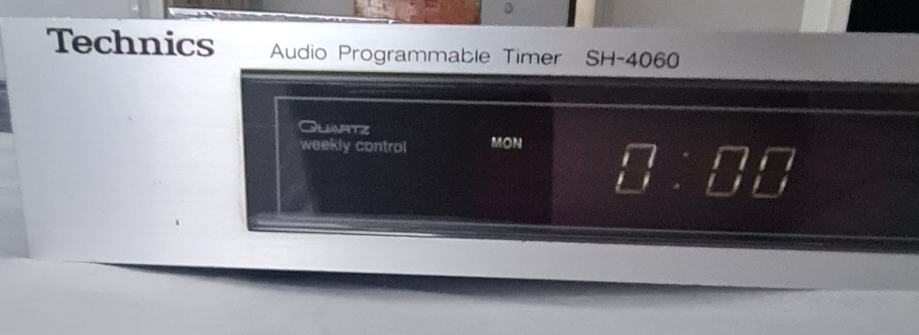 Technics
Audio Programmable Timer SH-4060
QUARTZ
weekly control
MON
0:00